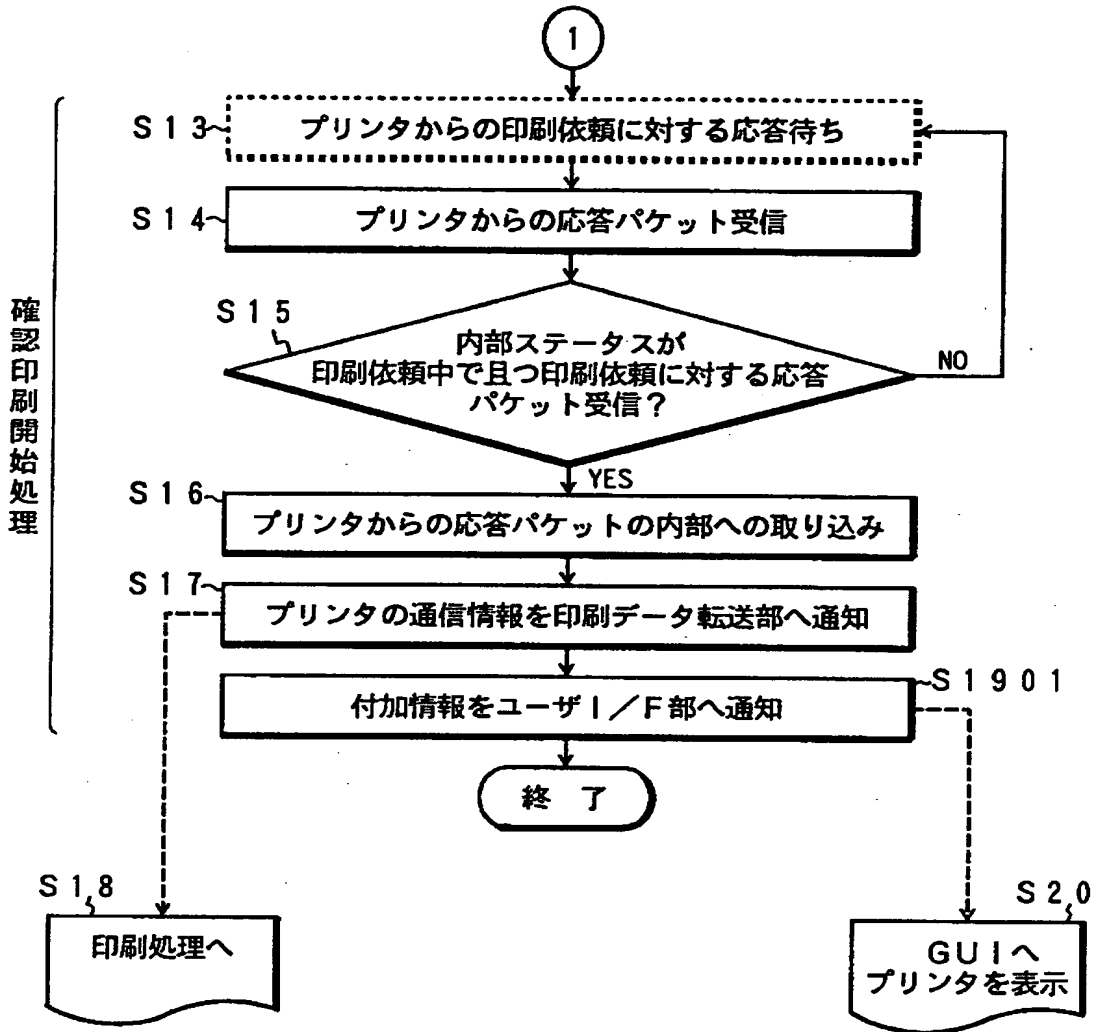 1
S13
プリンタからの印刷依頼に対する応答待ち
S14
プリンタからの応答パケット受信
S15
内部ステータスが
印刷依頼中で且つ印刷依頼に対する応答
パケット受信？
NO
YES
確認印刷開始処理
S16
プリンタからの応答パケットの内部への取り込み
S17
プリンタの通信情報を印刷データ転送部へ通知
S1901
付加情報をユーザI／F部へ通知
終 了
S18
印刷処理へ
S20
GUIへ
プリンタを表示